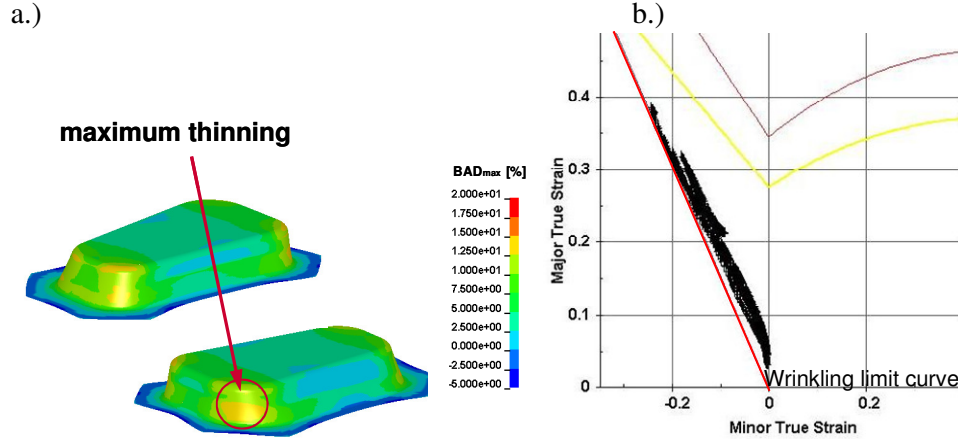 a.)
b.)
maximum thinning
BADmax [%]
2.000e+01
1.750e+01
1.500e+01
1.250e+01
1.000e+01
7.500e+00
5.000e+00
2.500e+00
0.000e+00
-2.500e+00
-5.000e+00
Major True Strain
0.4
0.3
0.2
0.1
0
Wrinkling limit curve
-0.2
0
0.2
Minor True Strain